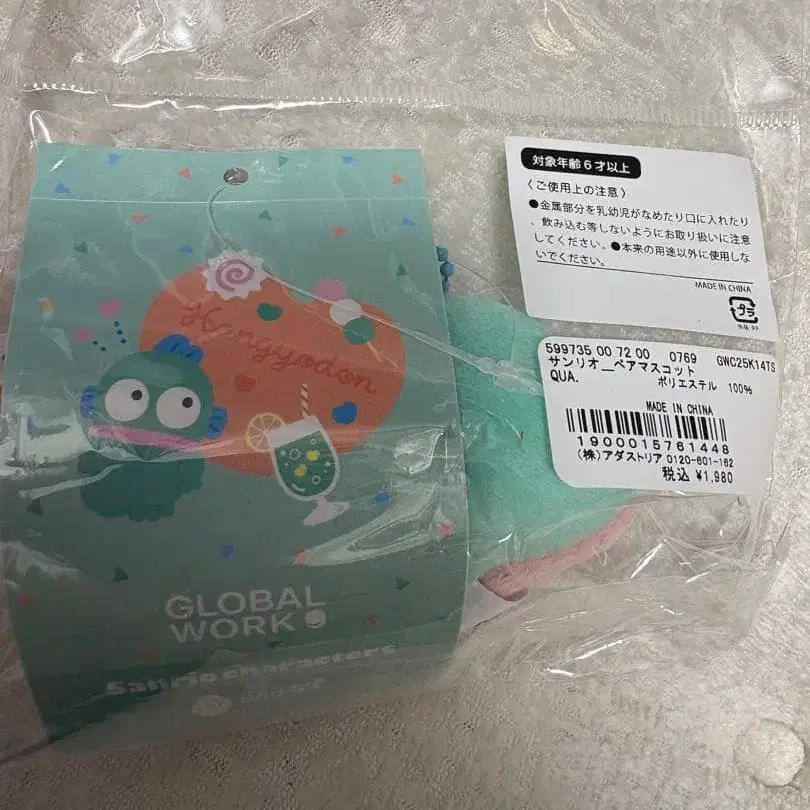 Hangyodon
GLOBAL
WORK
Sanrio characters
対象年齢6才以上
〈ご使用上の注意〉
●金属部分を乳幼児がなめたり口に入れたり
、飲み込む等しないようにお取り扱いに注意
してください。●本来の用途以外に使用しな
いでください。
MADE IN CHINA
プラ
外装:PP
599735 00 72 00 0769 GWC25K14TS
サンリオ__ペアマスコット
QUA. ポリエステル 100%
MADE IN CHINA
1900015761448
(株)アダストリア 0120-601-162
税込 ¥1,980